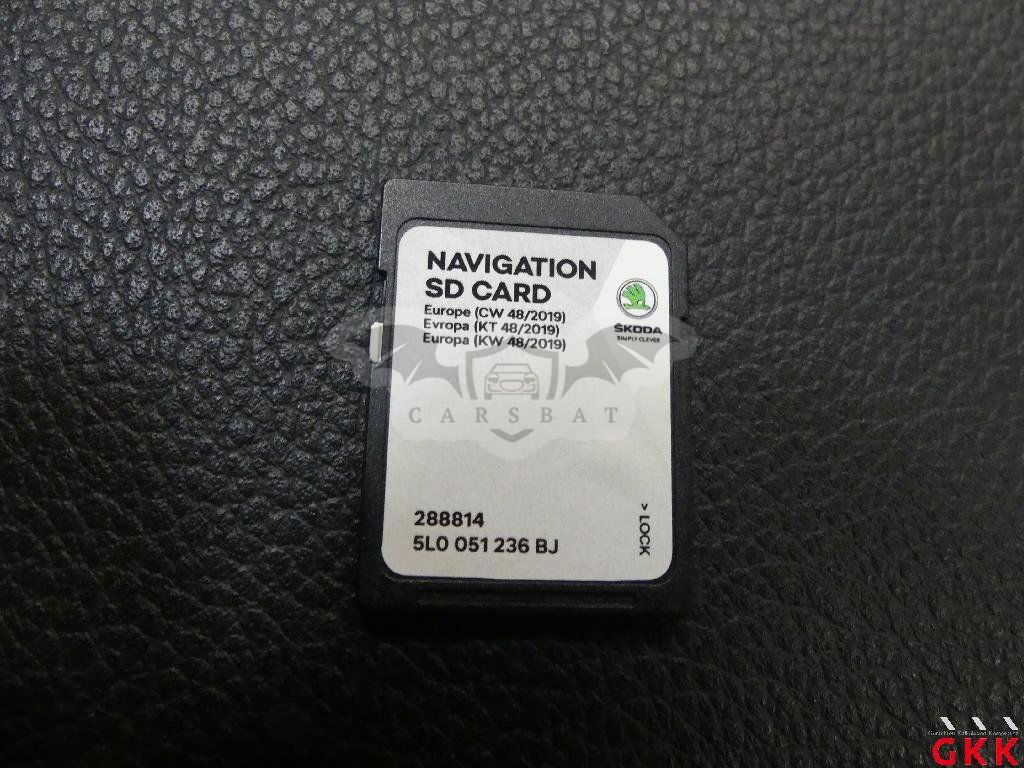 NAVIGATION
SD CARD
Europe (CW 48/2019)
Evropa (KT 48/2019)
Europa (KW 48/2019)
ŠKODA
SIMPLY CLEVER
CARSBAT
288814
5L0 051 236 BJ
> LOCK
GKK